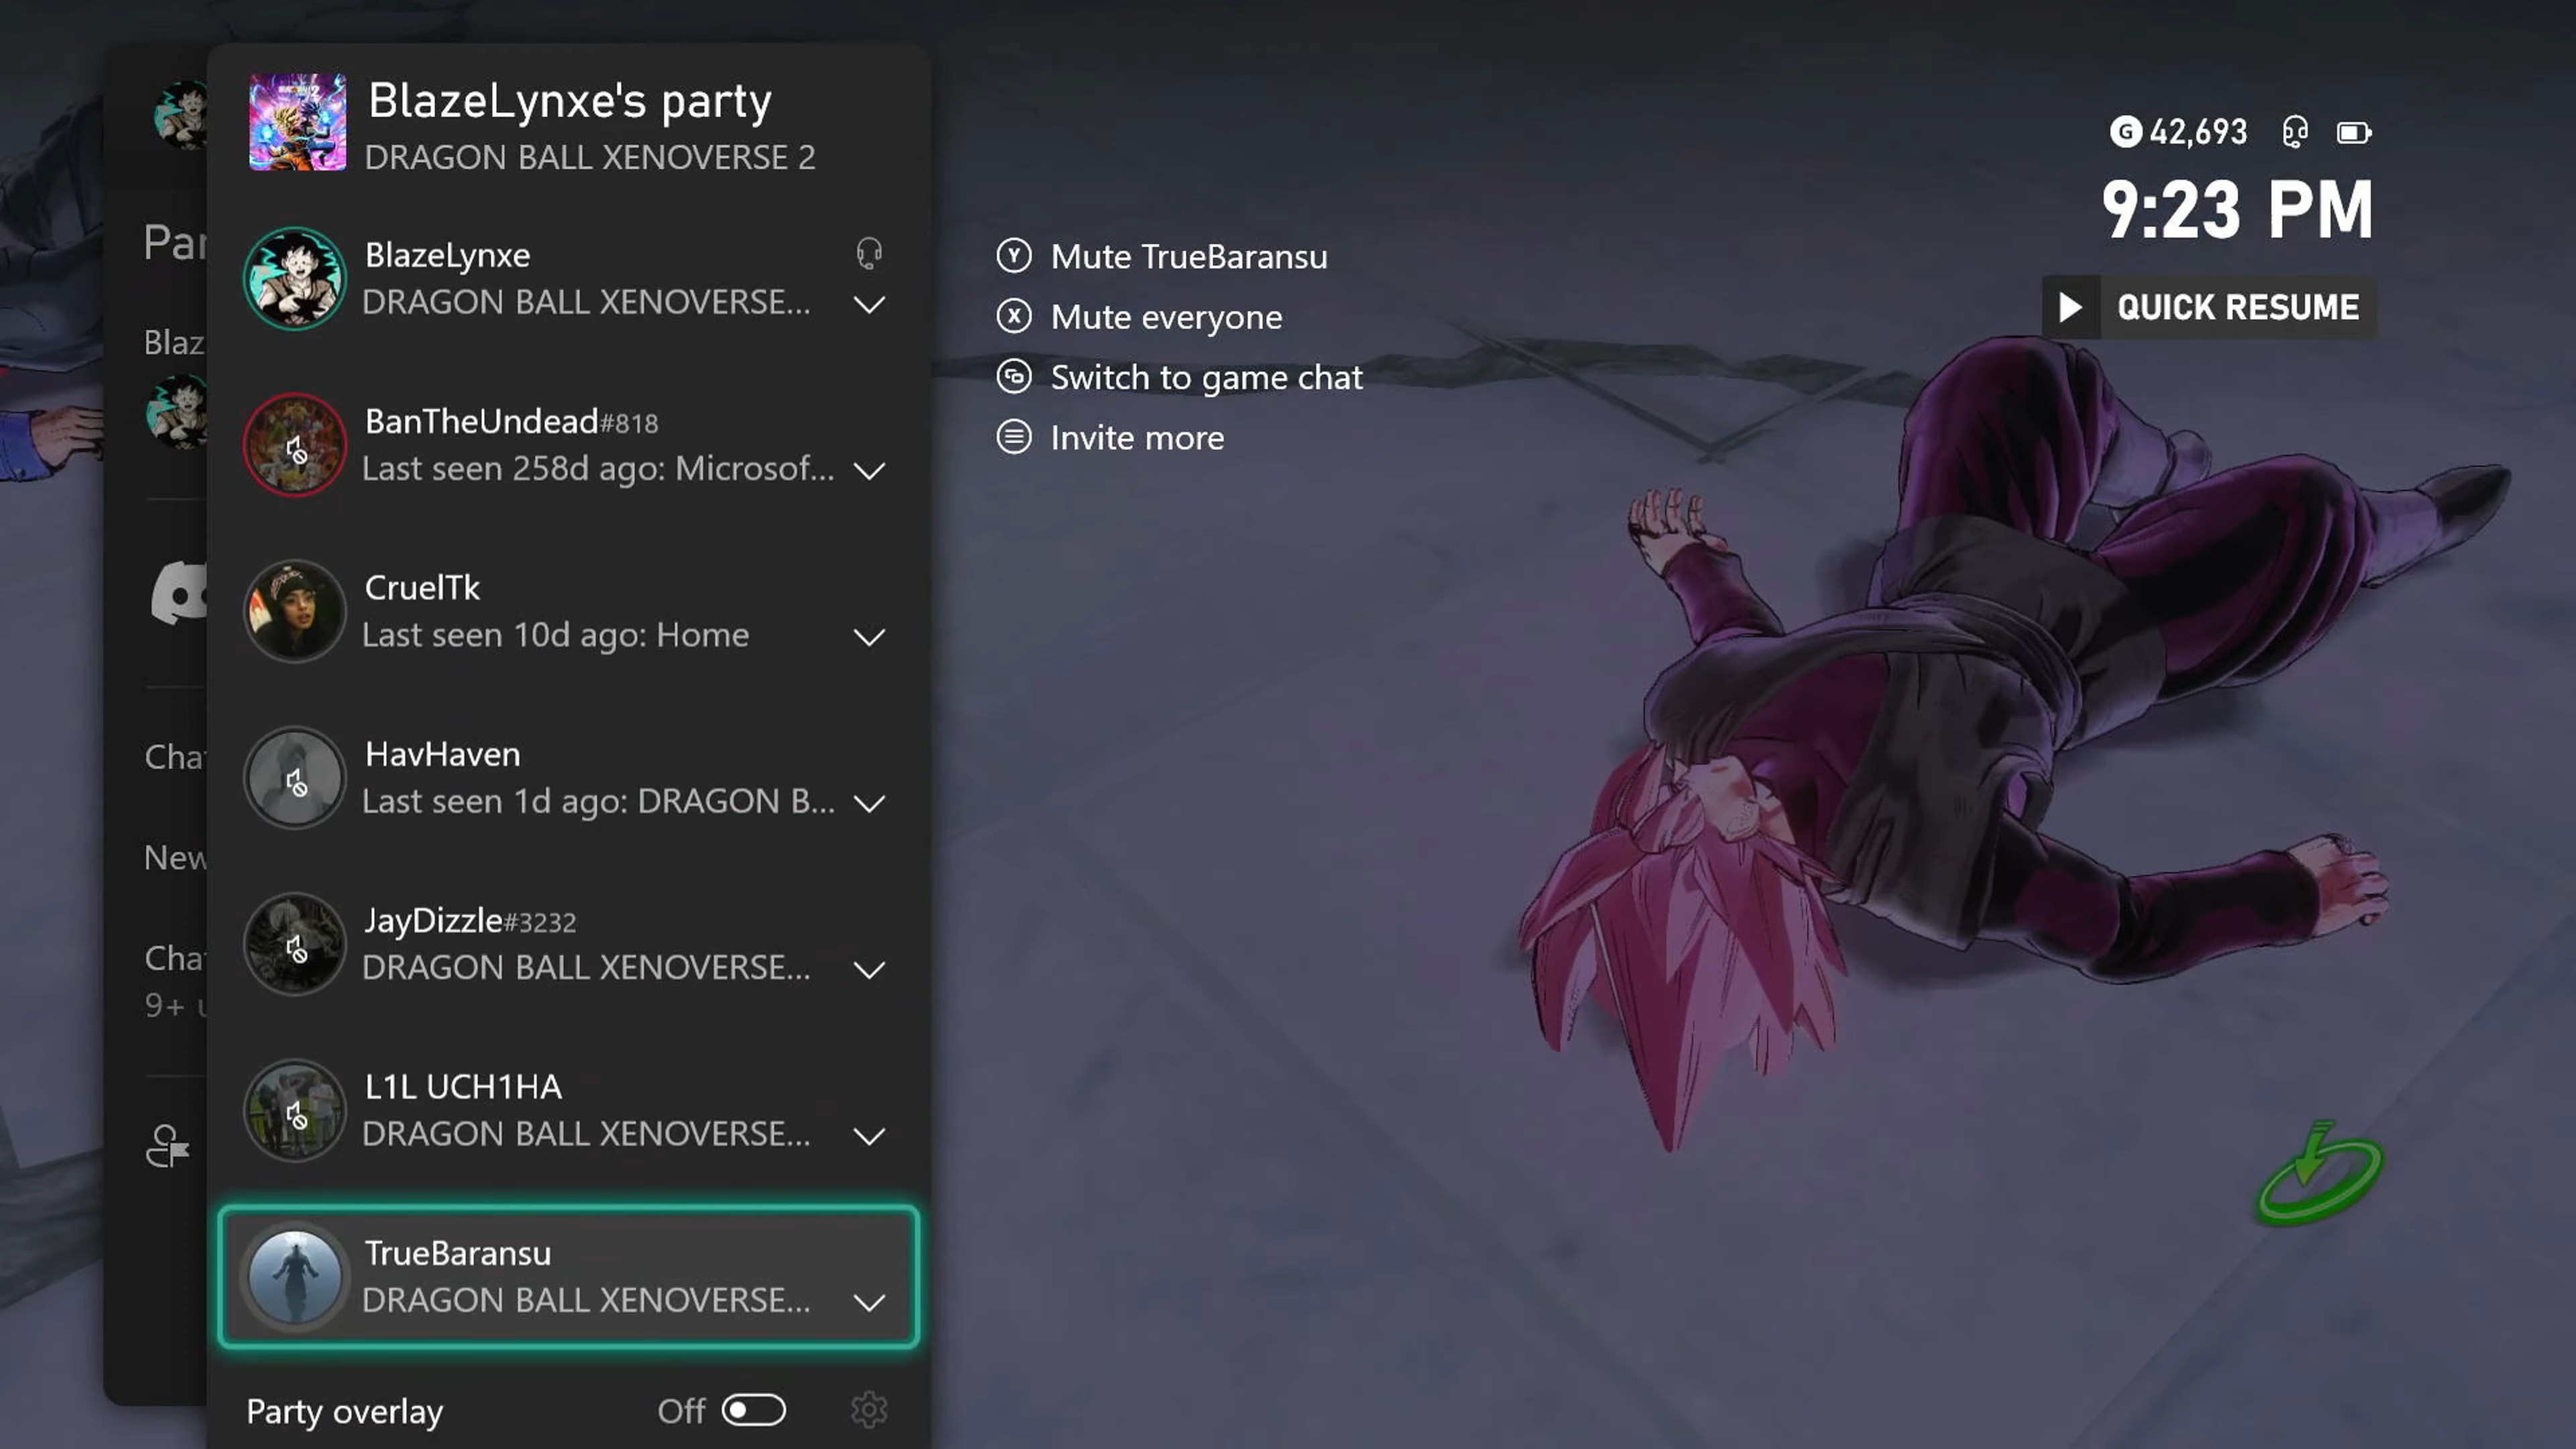 BlazeLynxe's party
DRAGON BALL XENOVERSE 2
BlazeLynxe
DRAGON BALL XENOVERSE...
BanTheUndead#818
Last seen 258d ago: Microsof...
CruelTk
Last seen 10d ago: Home
HavHaven
Last seen 1d ago: DRAGON B...
JayDizzle#3232
DRAGON BALL XENOVERSE...
L1L UCH1HA
DRAGON BALL XENOVERSE...
TrueBaransu
DRAGON BALL XENOVERSE...
Party overlay Off
Par
Blaz
Cha
New
Cha
9+ u
Y Mute TrueBaransu
X Mute everyone
Switch to game chat
Invite more
G 42,693
9:23 PM
QUICK RESUME